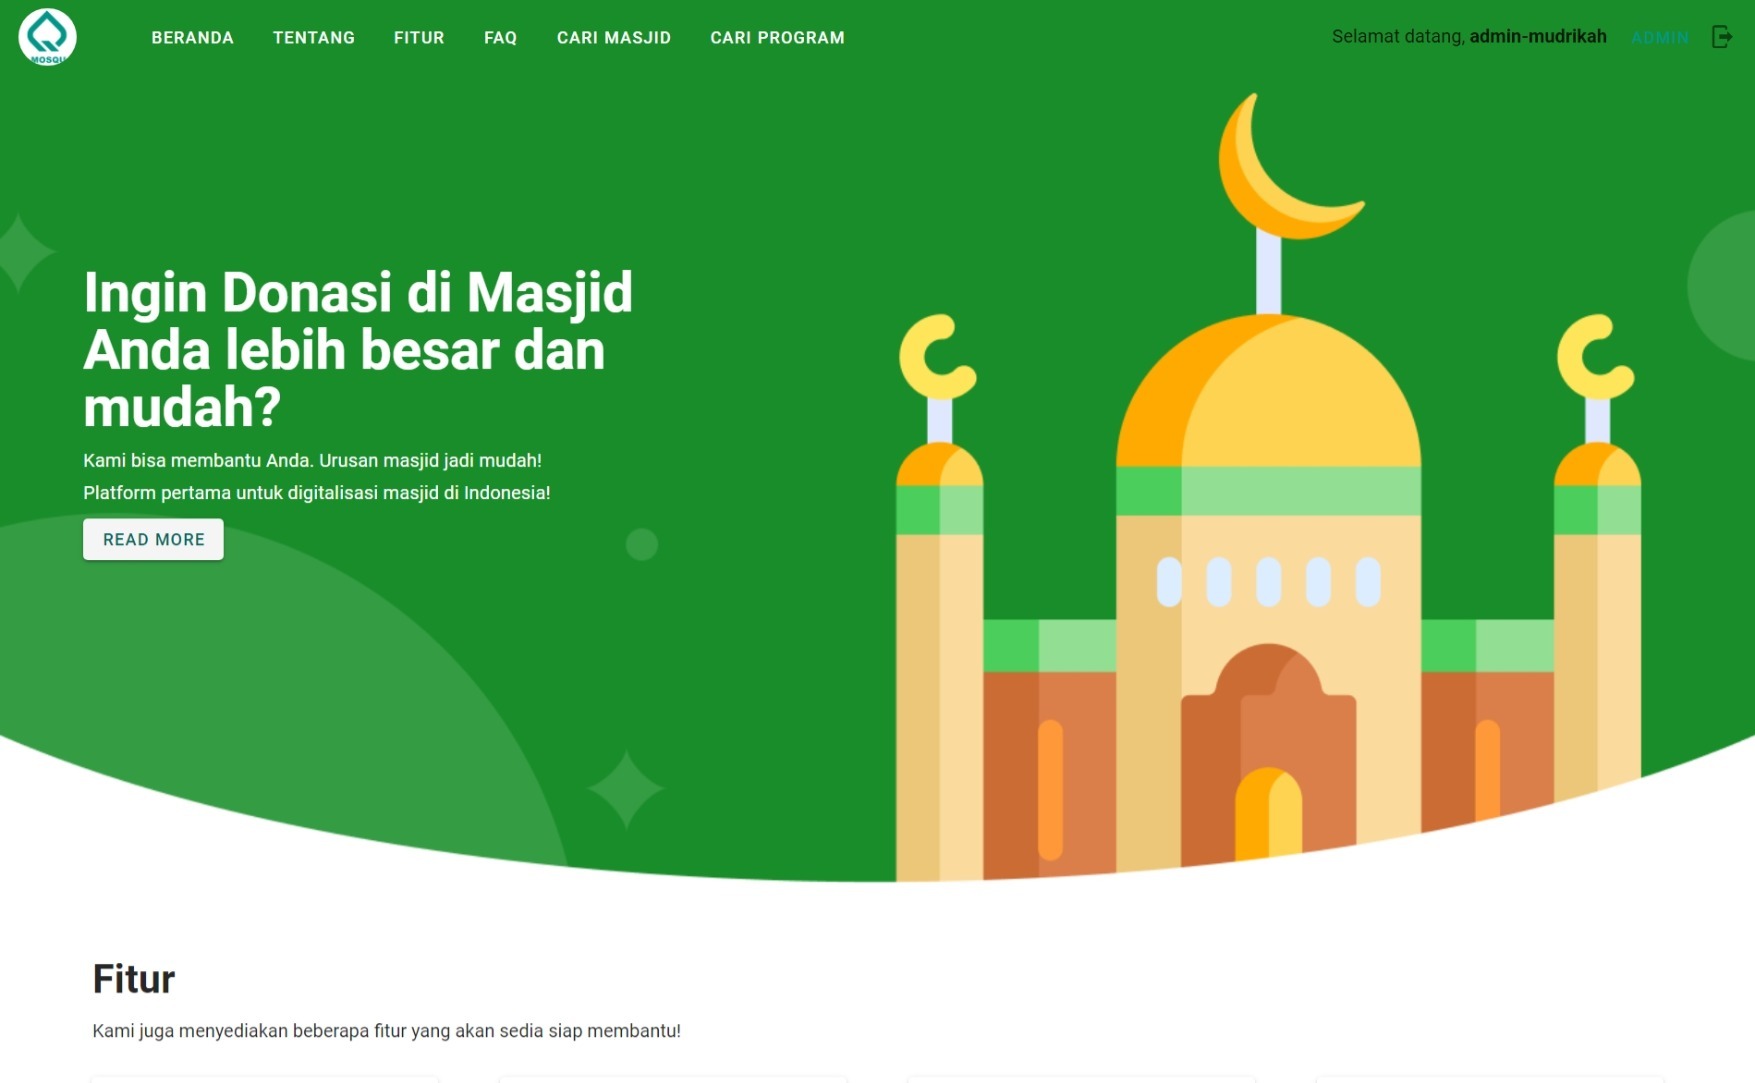 MOSQU
BERANDA TENTANG FITUR FAQ CARI MASJID CARI PROGRAM
Selamat datang, admin-mudrikah ADMIN
Ingin Donasi di Masjid
Anda lebih besar dan
mudah?
Kami bisa membantu Anda. Urusan masjid jadi mudah!
Platform pertama untuk digitalisasi masjid di Indonesia!
READ MORE
Fitur
Kami juga menyediakan beberapa fitur yang akan sedia siap membantu!